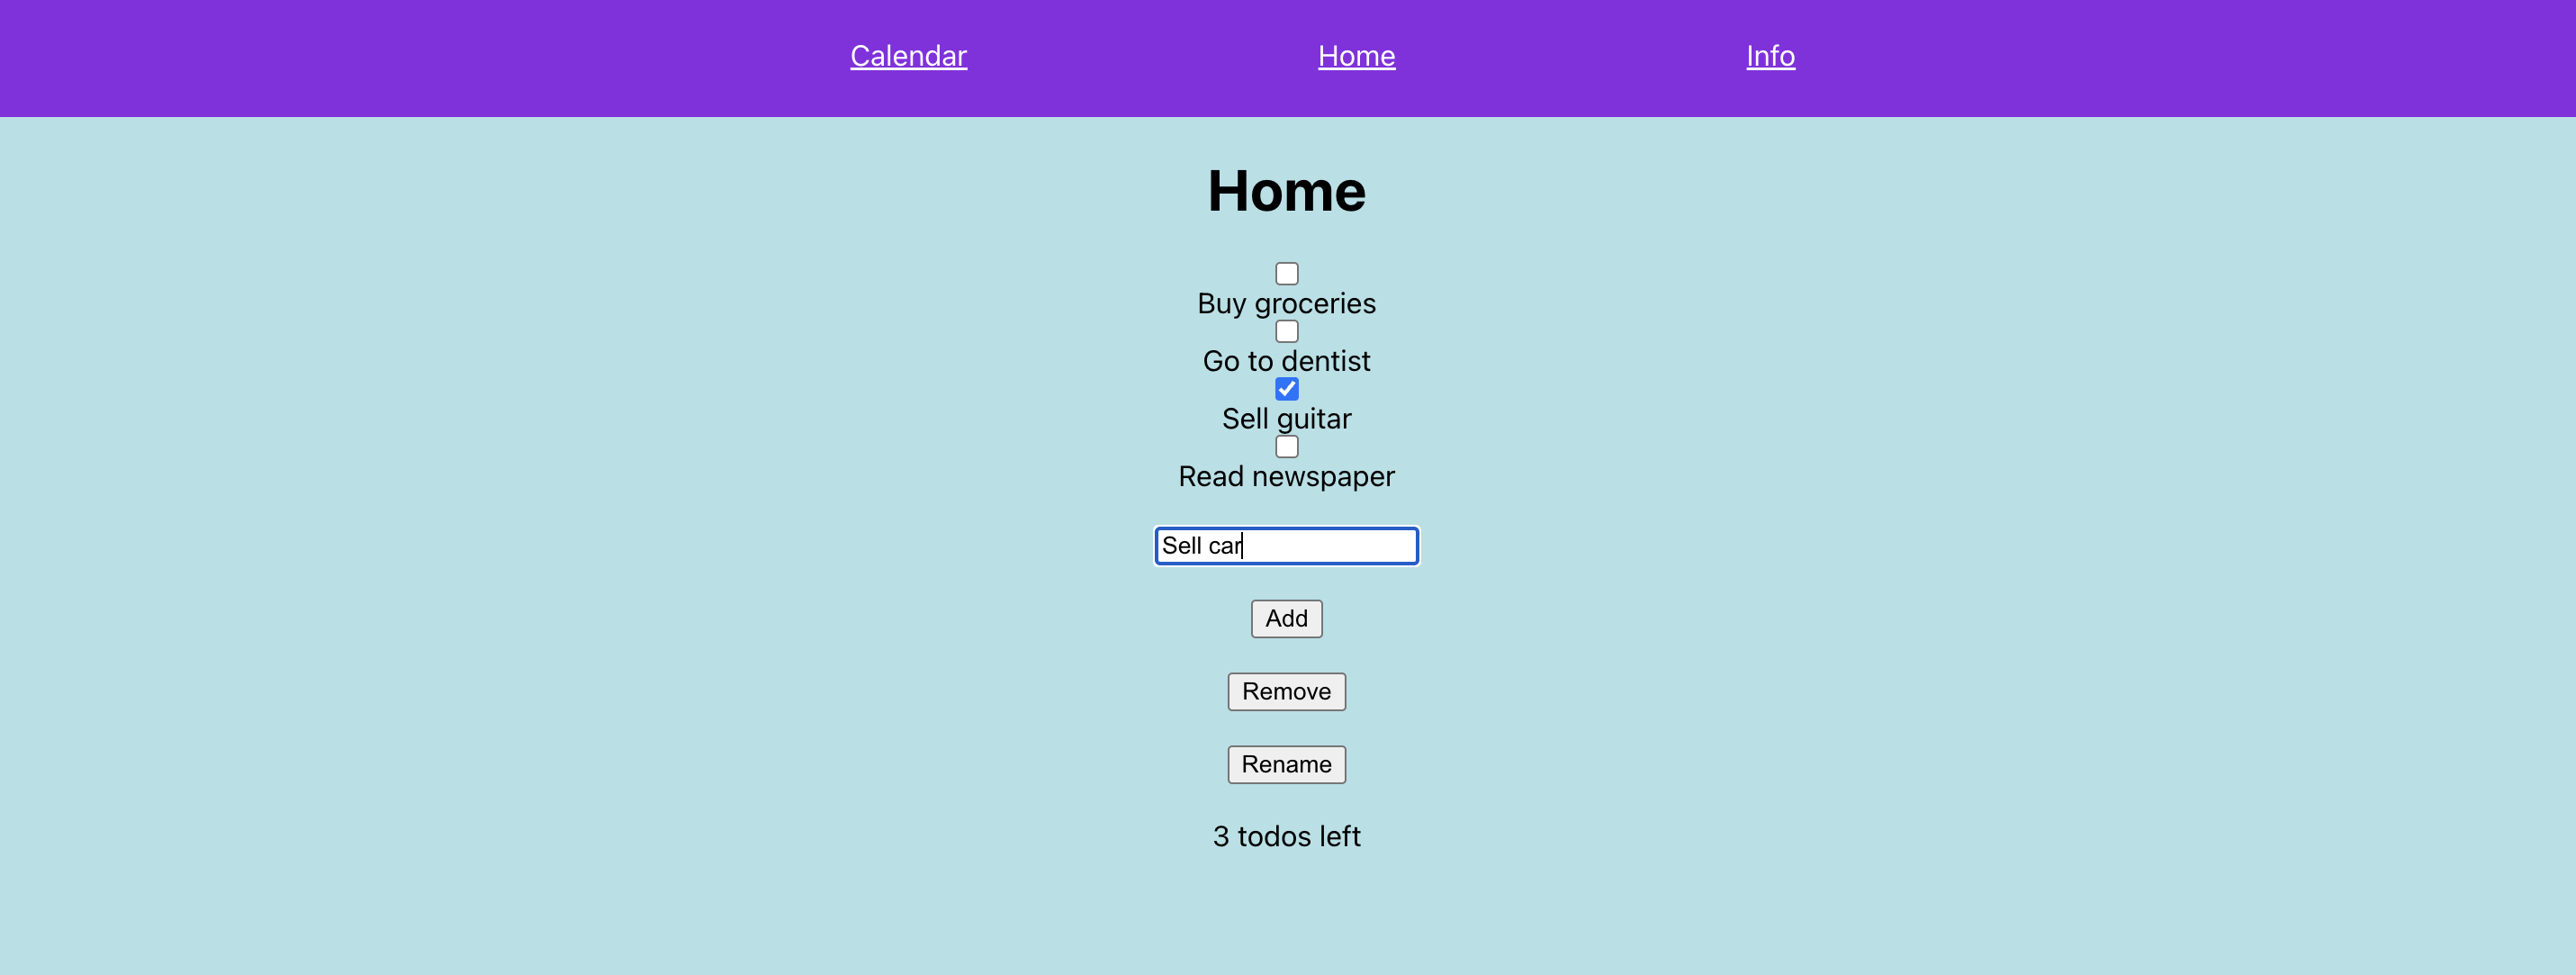 Calendar Home Info
Home
Buy groceries
Go to dentist
Sell guitar
Read newspaper
Sell car
Add
Remove
Rename
3 todos left